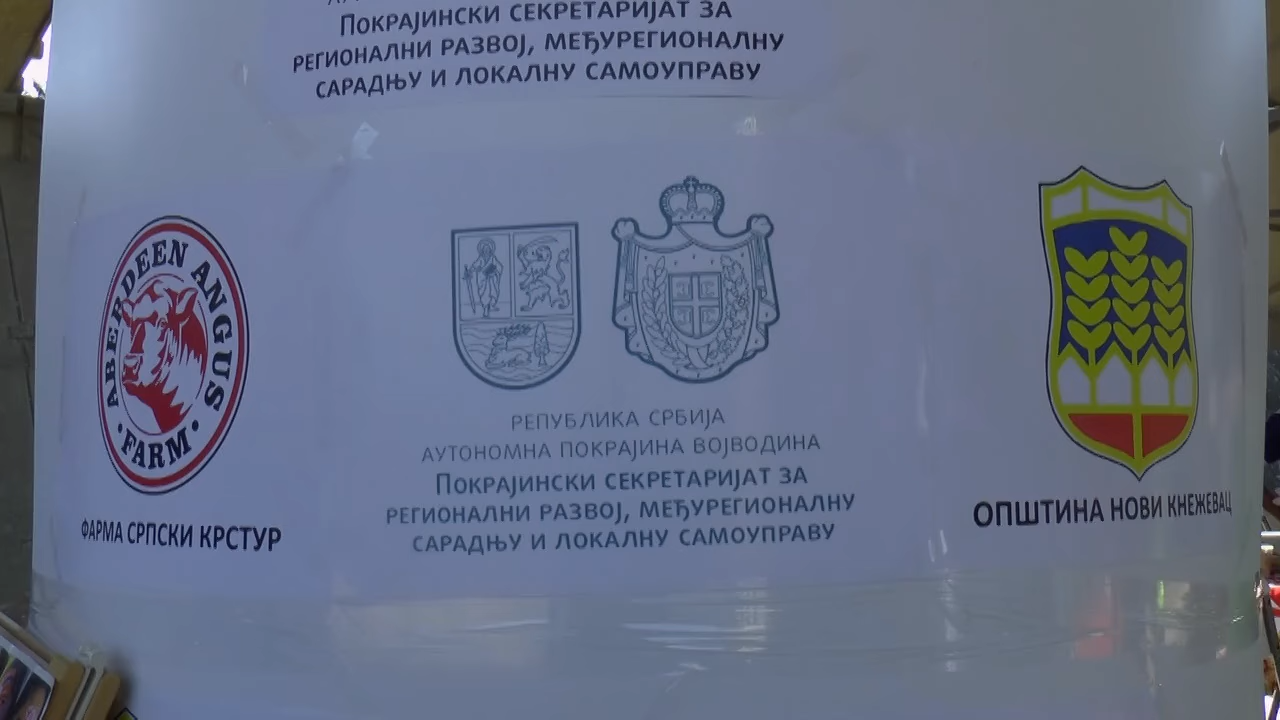 Покрајински секретаријат за
регионални развој, међурегионалну
сарадњу и локалну самоуправу
ABERDEEN ANGUS
• FARM •
ФАРМА СРПСКИ КРСТУР
РЕПУБЛИКА СРБИЈА
АУТОНОМНА ПОКРАЈИНА ВОЈВОДИНА
Покрајински секретаријат за
регионални развој, међурегионалну
сарадњу и локалну самоуправу
ОПШТИНА НОВИ КНЕЖЕВАЦ